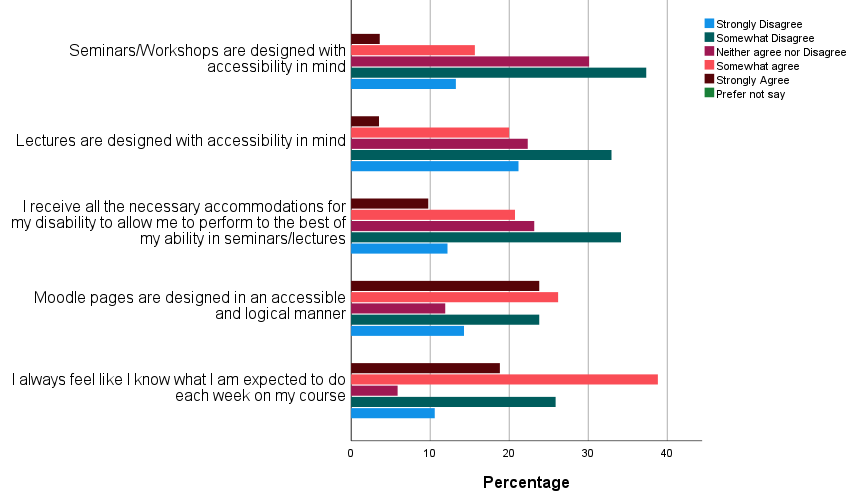 Seminars/Workshops are designed with
accessibility in mind
Lectures are designed with accessibility in mind
I receive all the necessary accommodations for
my disability to allow me to perform to the best of
my ability in seminars/lectures
Moodle pages are designed in an accessible
and logical manner
I always feel like I know what I am expected to do
each week on my course
0 10 20 30 40
Percentage
Strongly Disagree
Somewhat Disagree
Neither agree nor Disagree
Somewhat agree
Strongly Agree
Prefer not say